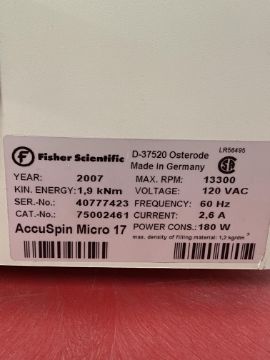 Fisher Scientific D-37520 Osterode LR56495
Made in Germany
YEAR: 2007 MAX. RPM: 13300
KIN. ENERGY: 1,9 kNm VOLTAGE: 120 VAC
SER.-No.: 40777423 FREQUENCY: 60 Hz
CAT.-No.: 75002461 CURRENT: 2,6 A
AccuSpin Micro 17 POWER CONS.: 180 W
max. density of filling material: 1,2 kg/dm³